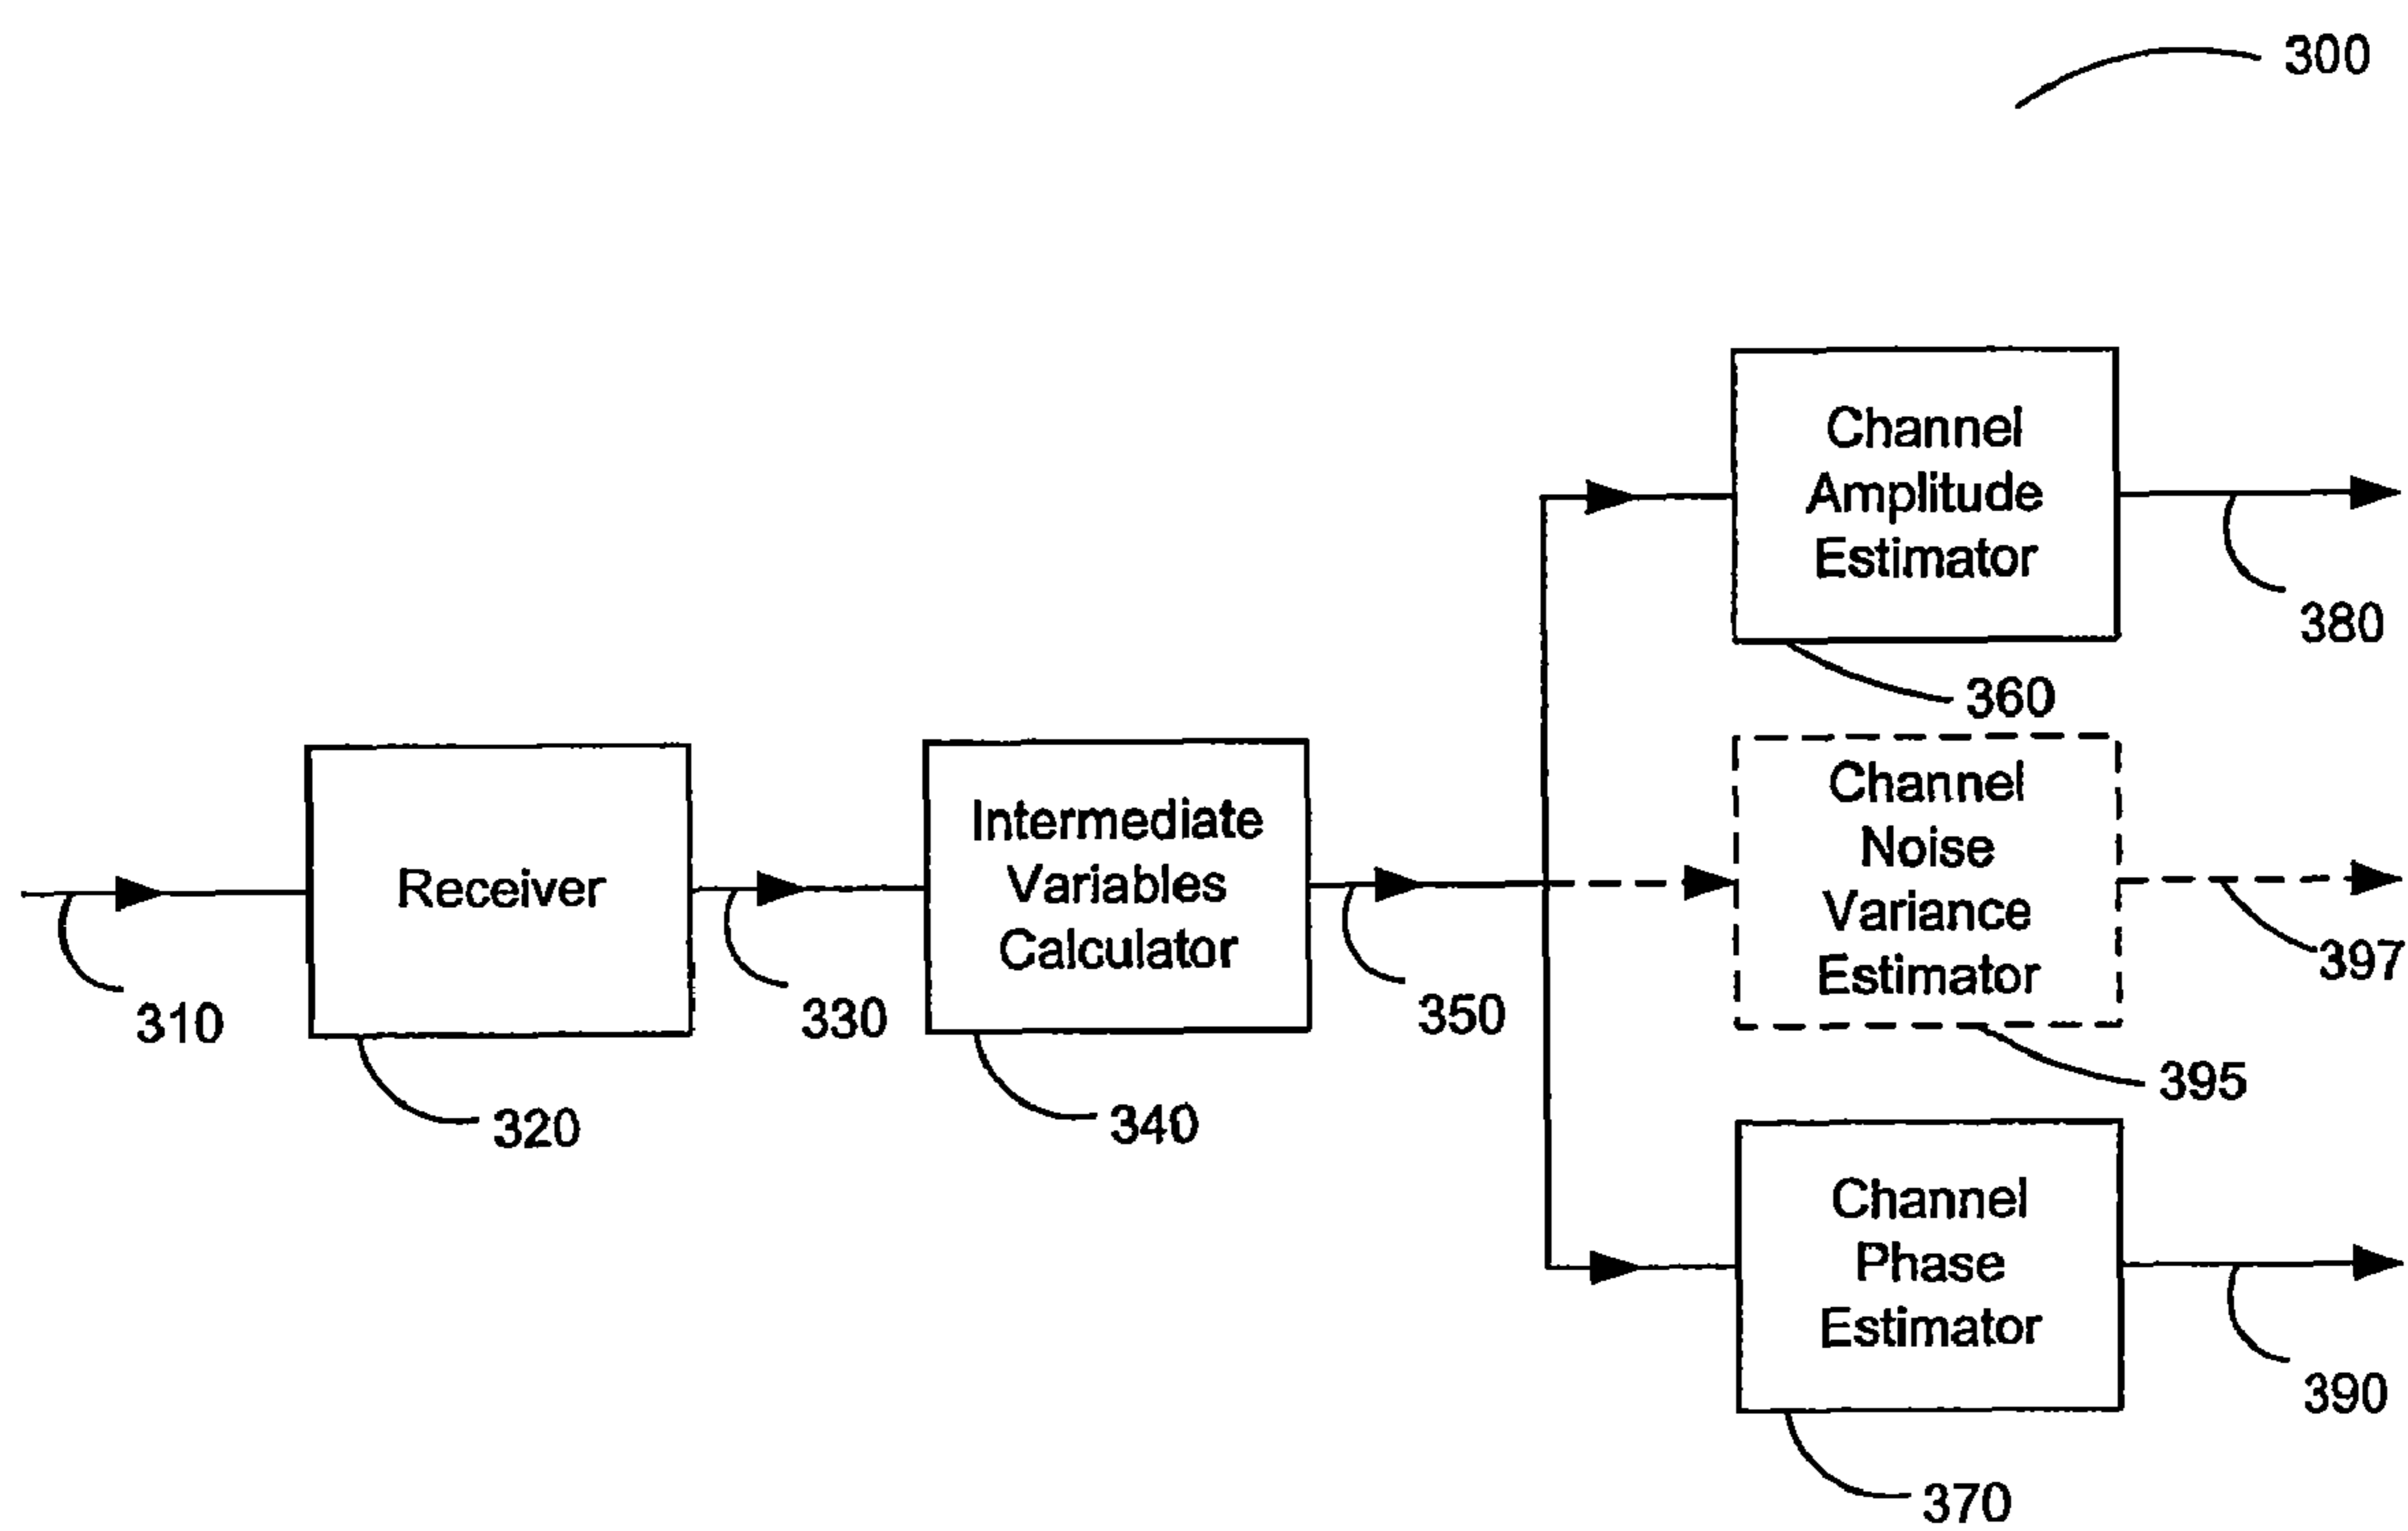 300
Channel
Amplitude
Estimator
380
360
Receiver
Intermediate
Variables
Calculator
Channel
Noise
Variance
Estimator
310
330
350
397
320
340
395
Channel
Phase
Estimator
390
370